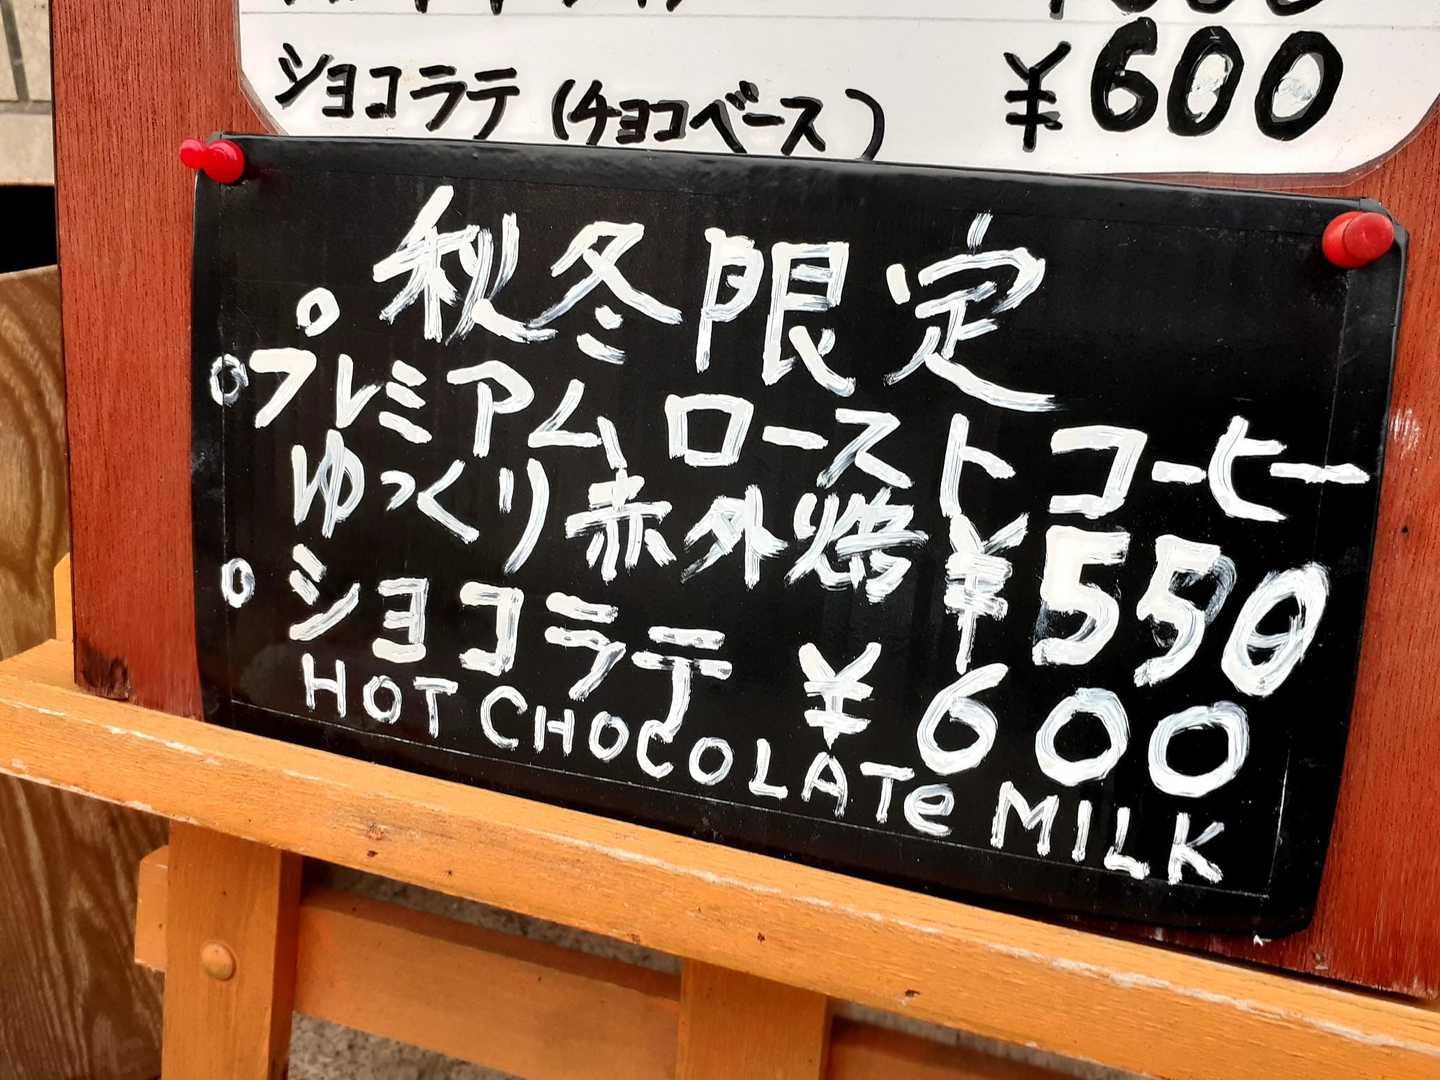 ショコラテ(チョコベース) ¥600
秋冬限定
○プレミアム、ローストコーヒー
ゆっくり赤外焙 ¥550
○ショコラテ ¥600
HOT CHOCOLATe MILK